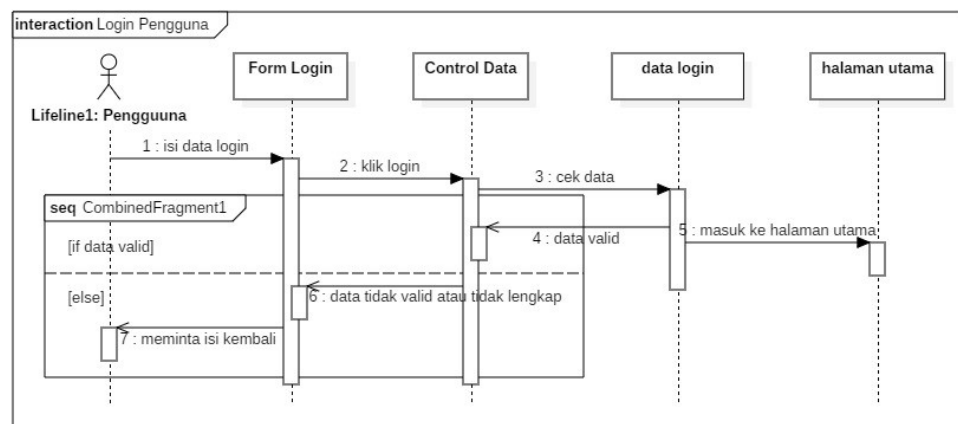 interaction Login Pengguna
Form Login
Control Data
data login
halaman utama
Lifeline1: Pengguuna
1 : isi data login
2 : klik login
3 : cek data
seq CombinedFragment1
4 : data valid
5 : masuk ke halaman utama
[if data valid]
[else]
6 : data tidak valid atau tidak lengkap
7 : meminta isi kembali